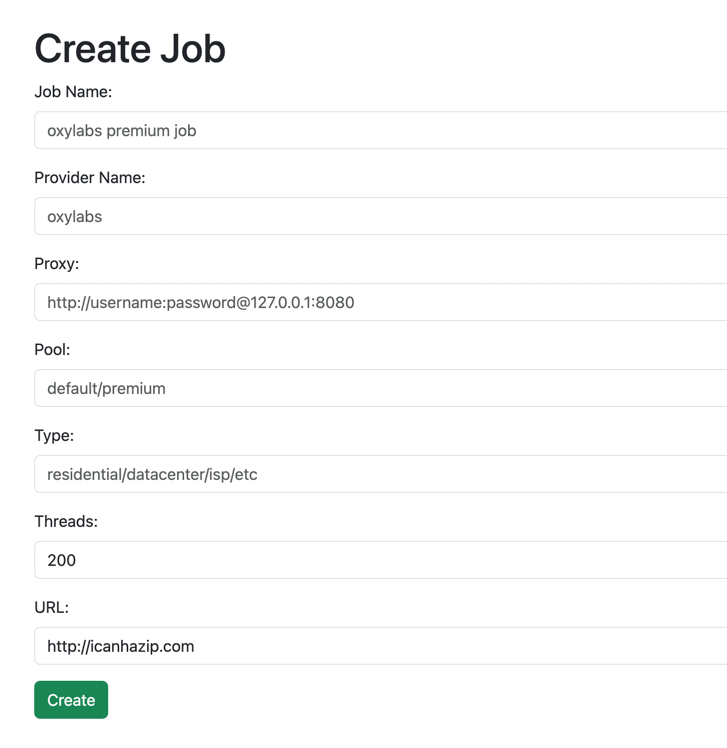 Create Job
Job Name:
oxylabs premium job
Provider Name:
oxylabs
Proxy:
http://username:password@127.0.0.1:8080
Pool:
default/premium
Type:
residential/datacenter/isp/etc
Threads:
200
URL:
http://icanhazip.com
Create